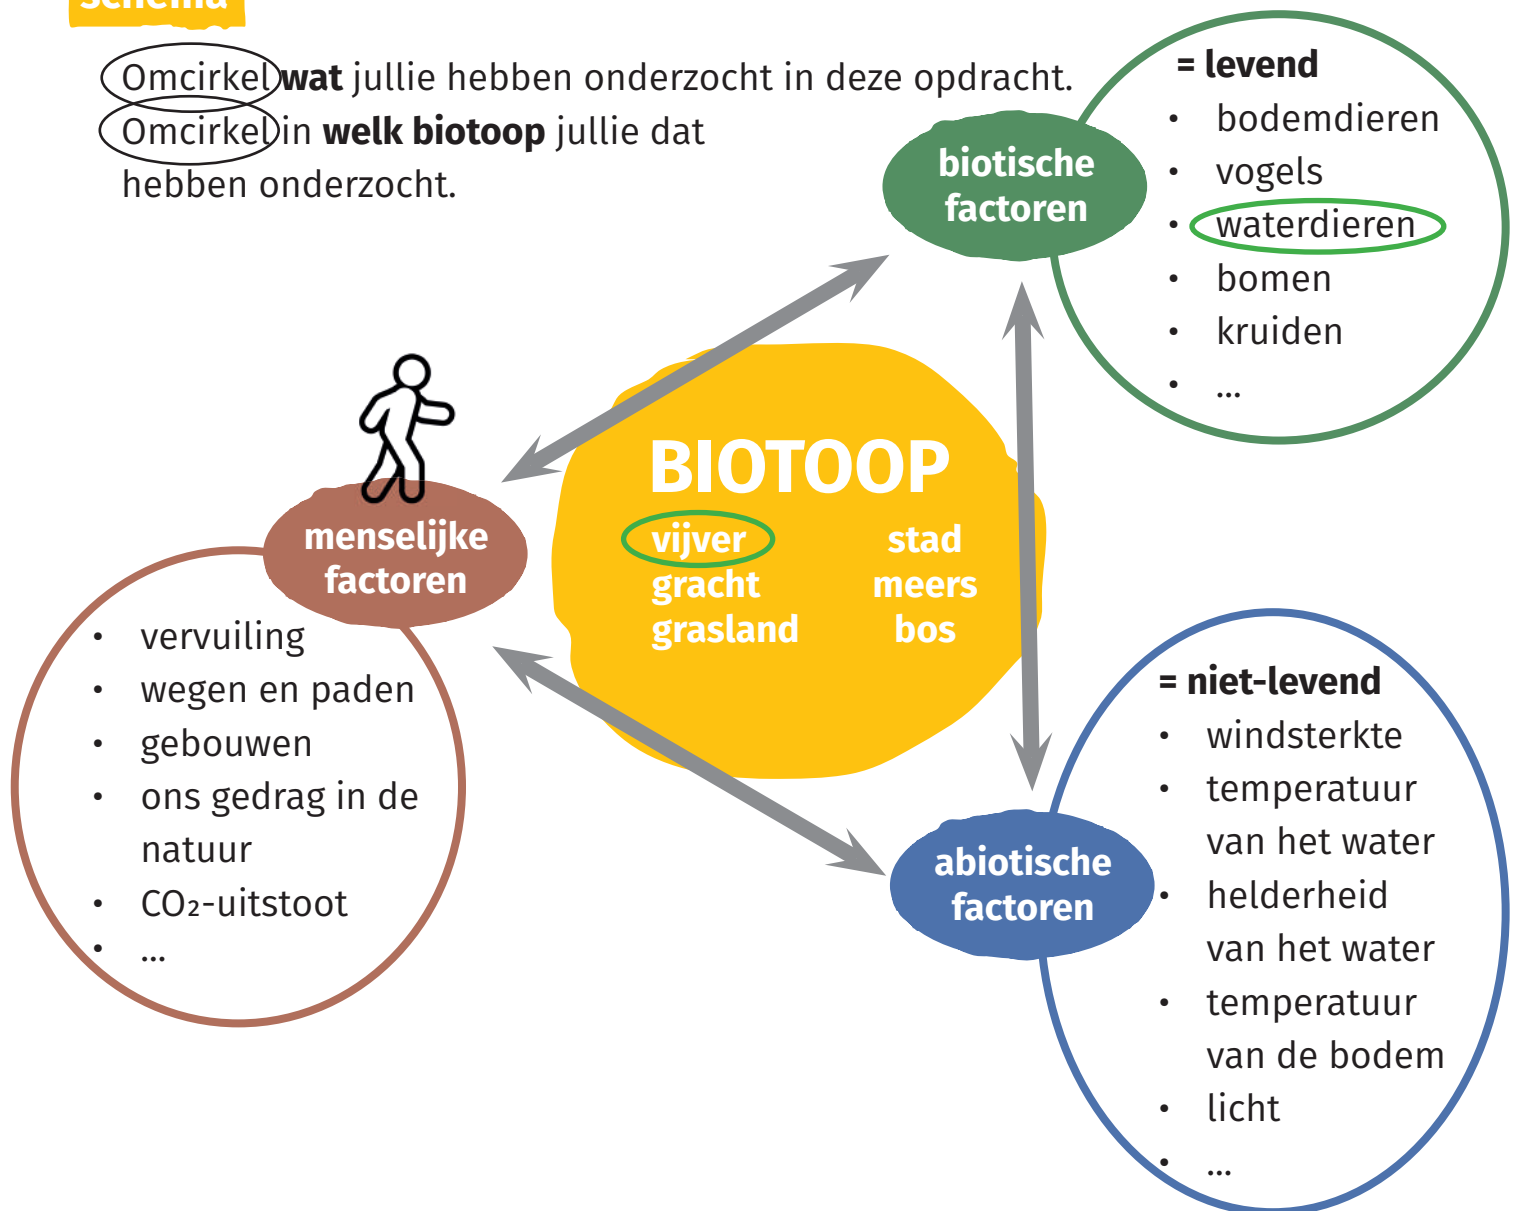 schema
Omcirkel wat jullie hebben onderzocht in deze opdracht.
Omcirkel in welk biotoop jullie dat
hebben onderzocht.
biotische
factoren
= levend
• bodemdieren
• vogels
• waterdieren
• bomen
• kruiden
• ...
BIOTOOP
vijver stad
gracht meers
grasland bos
menselijke
factoren
• vervuiling
• wegen en paden
• gebouwen
• ons gedrag in de
natuur
• CO₂-uitstoot
• ...
abiotische
factoren
= niet-levend
• windsterkte
• temperatuur
van het water
• helderheid
van het water
• temperatuur
van de bodem
• licht
• ...